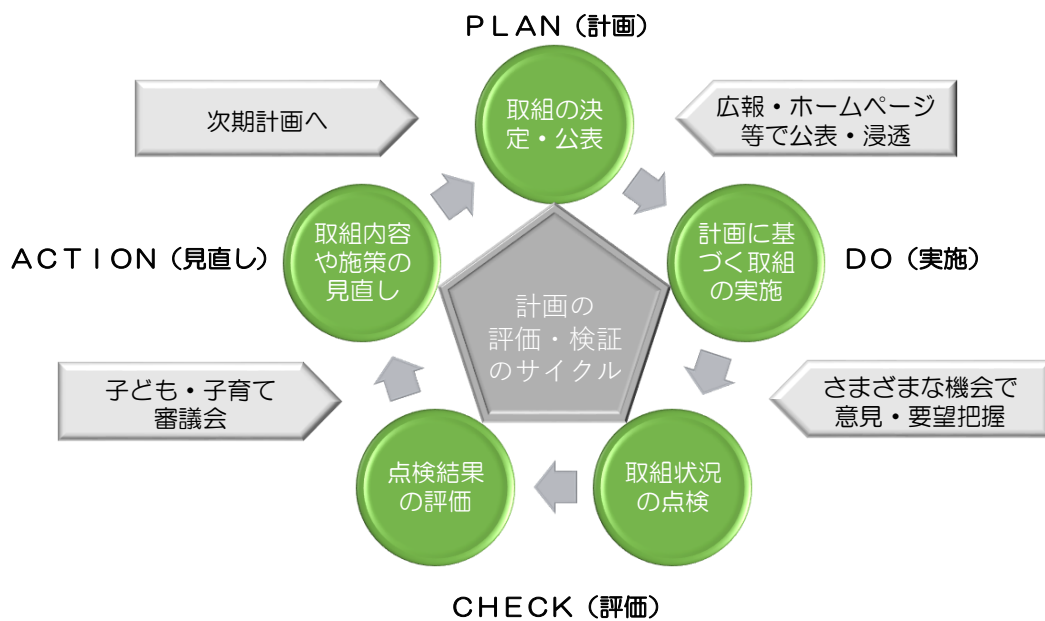 ＰＬＡＮ（計画）
次期計画へ
取組の決
定・公表
広報・ホームページ
等で公表・浸透
ＡＣＴＩＯＮ（見直し）
取組内容
や施策の
見直し
計画に基
づく取組
の実施
ＤＯ（実施）
計画の
評価・検証
のサイクル
子ども・子育て
審議会
さまざまな機会で
意見・要望把握
点検結果
の評価
取組状況
の点検
ＣＨＥＣＫ（評価）